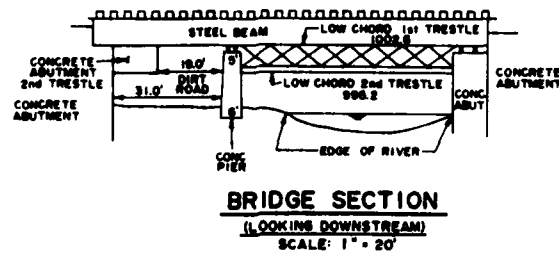 STEEL BEAM
LOW CHORD 1st TRESTLE
1002.6
CONCRETE
ABUTMENT
2nd TRESTLE
19.0'
DIRT
ROAD
5'
LOW CHORD 2nd TRESTLE
996.2
CONCRETE
ABUTMENT
31.0'
CONCRETE
ABUTMENT
CONC.
ABUT
6'
CONC
PIER
EDGE OF RIVER
BRIDGE SECTION
(LOOKING DOWNSTREAM)
SCALE: 1" = 20'